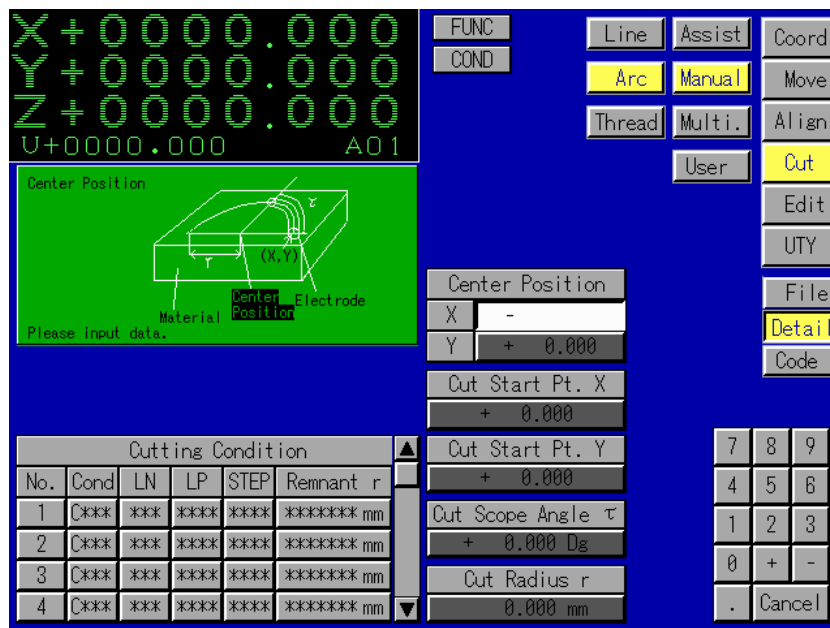 X+0000.000
Y+0000.000
Z+0000.000
U+0000.000 A01
FUNC
COND
Line Assist Coord
Arc Manual Move
Thread Multi. Align
User Cut
Edit
UTY
File
Detail
Code
Center Position
τ
r
(X,Y)
Center Position
Electrode
Material
Please input data.
Center Position
X -
Y + 0.000
Cut Start Pt. X
+ 0.000
Cut Start Pt. Y
+ 0.000
Cut Scope Angle τ
+ 0.000 Dg
Cut Radius r
0.000 mm
Cutting Condition
No. Cond LN LP STEP Remnant r
1 C*** *** **** **** ******* mm
2 C*** *** **** **** ******* mm
3 C*** *** **** **** ******* mm
4 C*** *** **** **** ******* mm
7 8 9
4 5 6
1 2 3
0 + -
. Cancel